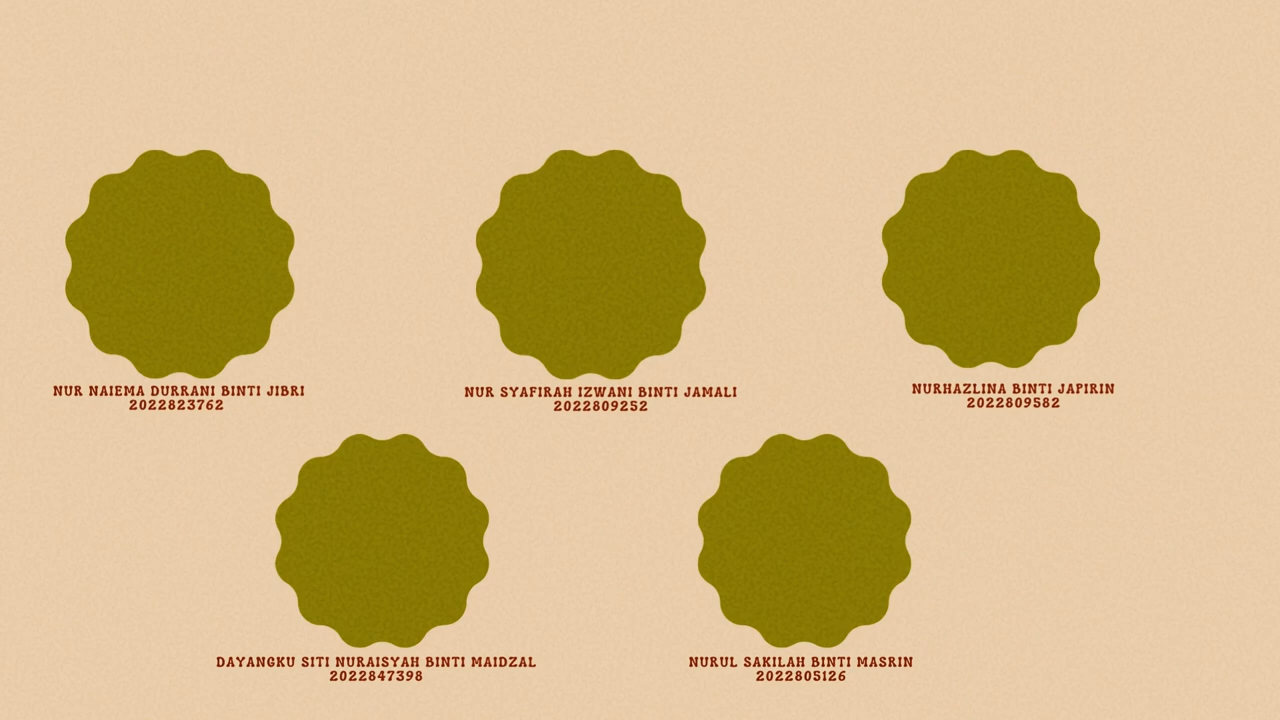 NUR NAIEMA DURRANI BINTI JIBRI
2022823762
NUR SYAFIRAH IZWANI BINTI JAMALI
2022809252
NURHAZLINA BINTI JAPIRIN
2022809582
DAYANGKU SITI NURAISYAH BINTI MAIDZAL
2022847398
NURUL SAKILAH BINTI MASRIN
2022805126